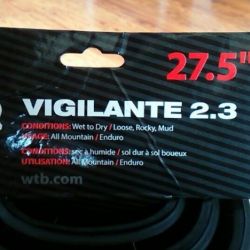 27.5"
VIGILANTE 2.3
CONDITIONS: Wet to Dry / Loose, Rocky, Mud
USAGE: All Mountain / Enduro
CONDITIONS: sec à humide / sol dur à sol boueux
UTILISATION: All Mountain / Enduro
wtb.com